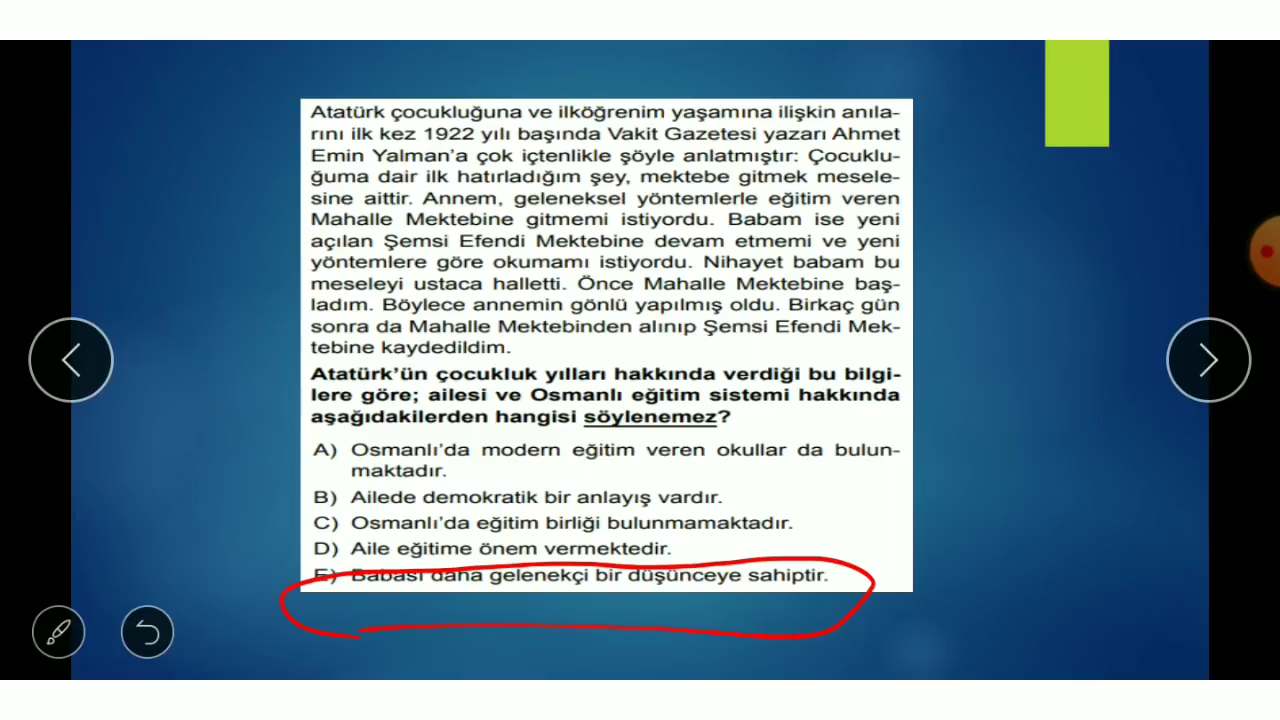 Atatürk çocukluğuna ve ilköğrenim yaşamına ilişkin anıla-
rını ilk kez 1922 yılı başında Vakit Gazetesi yazarı Ahmet
Emin Yalman'a çok içtenlikle şöyle anlatmıştır: Çocuklu-
ğuma dair ilk hatırladığım şey, mektebe gitmek mesele-
sine aittir. Annem, geleneksel yöntemlerle eğitim veren
Mahalle Mektebine gitmemi istiyordu. Babam ise yeni
açılan Şemsi Efendi Mektebine devam etmemi ve yeni
yöntemlere göre okumamı istiyordu. Nihayet babam bu
meseleyi ustaca halletti. Önce Mahalle Mektebine baş-
ladım. Böylece annemin gönlü yapılmış oldu. Birkaç gün
sonra da Mahalle Mektebinden alınıp Şemsi Efendi Mek-
tebine kaydedildim.
Atatürk'ün çocukluk yılları hakkında verdiği bu bilgi-
lere göre; ailesi ve Osmanlı eğitim sistemi hakkında
aşağıdakilerden hangisi söylenemez?
A) Osmanlı'da modern eğitim veren okullar da bulun-
maktadır.
B) Ailede demokratik bir anlayış vardır.
C) Osmanlı'da eğitim birliği bulunmamaktadır.
D) Aile eğitime önem vermektedir.
E) Babası daha gelenekçi bir düşünceye sahiptir.